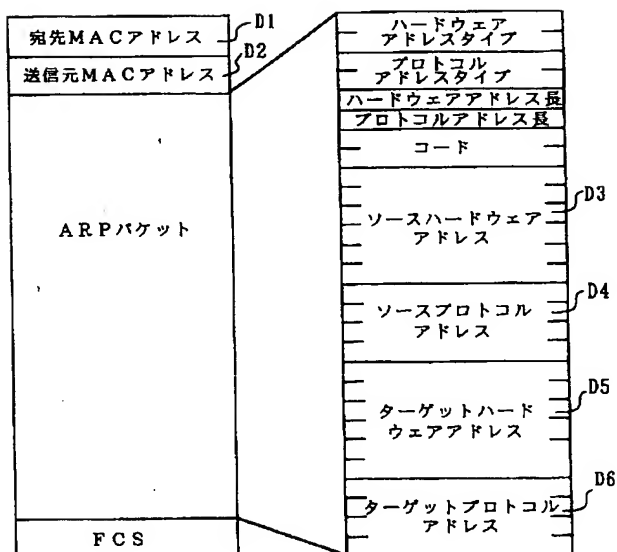 宛先MACアドレス
D1
送信元MACアドレス
D2
ARPパケット
FCS
ハードウェア
アドレスタイプ
プロトコル
アドレスタイプ
ハードウェアアドレス長
プロトコルアドレス長
コード
ソースハードウェア
アドレス
D3
ソースプロトコル
アドレス
D4
ターゲットハード
ウェアアドレス
D5
ターゲットプロトコル
アドレス
D6